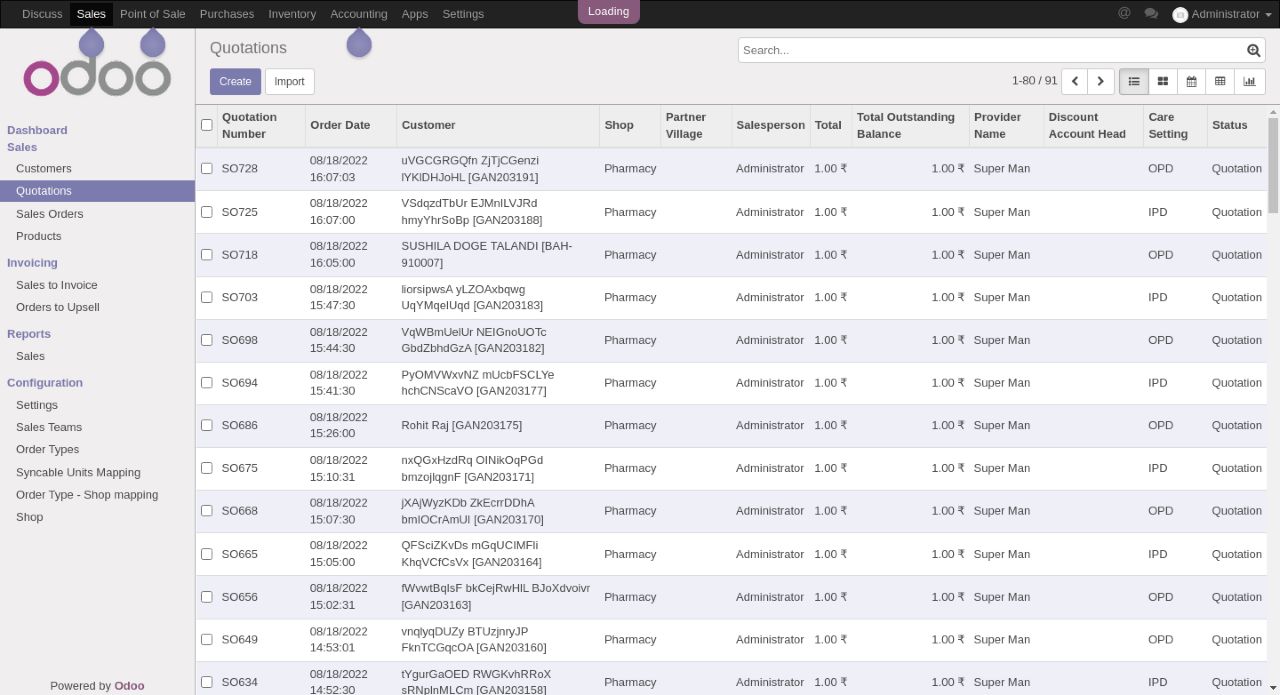 Discuss Sales Point of Sale Purchases Inventory Accounting Apps Settings Loading @ Administrator
odoo
Quotations
Search...
Create Import
1-80 / 91
Dashboard
Sales
Customers
Quotations
Sales Orders
Products
Invoicing
Sales to Invoice
Orders to Upsell
Reports
Sales
Configuration
Settings
Sales Teams
Order Types
Syncable Units Mapping
Order Type - Shop mapping
Shop
Powered by Odoo
Quotation Number Order Date Customer Shop Partner Village Salesperson Total Total Outstanding Balance Provider Name Discount Account Head Care Setting Status
SO728 08/18/2022 16:07:03 uVGCGRGQfn ZjTjCGenzi lYKlDHJoHL [GAN203191] Pharmacy Administrator 1.00 ₹ 1.00 ₹ Super Man OPD Quotation
SO725 08/18/2022 16:07:00 VSdqzdTbUr EJMnILVJRd hmyYhrSoBp [GAN203188] Pharmacy Administrator 1.00 ₹ 1.00 ₹ Super Man IPD Quotation
SO718 08/18/2022 16:05:00 SUSHILA DOGE TALANDI [BAH-910007] Pharmacy Administrator 1.00 ₹ 1.00 ₹ Super Man OPD Quotation
SO703 08/18/2022 15:47:30 liorsipwsA yLZOAxbqwg UqYMqelUqd [GAN203183] Pharmacy Administrator 1.00 ₹ 1.00 ₹ Super Man IPD Quotation
SO698 08/18/2022 15:44:30 VqWBmUelUr NEIGnoUOTc GbdZbhdGzA [GAN203182] Pharmacy Administrator 1.00 ₹ 1.00 ₹ Super Man OPD Quotation
SO694 08/18/2022 15:41:30 PyOMVWxvNZ mUcbFSCLYe hchCNScaVO [GAN203177] Pharmacy Administrator 1.00 ₹ 1.00 ₹ Super Man IPD Quotation
SO686 08/18/2022 15:26:00 Rohit Raj [GAN203175] Pharmacy Administrator 1.00 ₹ 1.00 ₹ Super Man OPD Quotation
SO675 08/18/2022 15:10:31 nxQGxHzdRq OINikOqPGd bmzojIqgnF [GAN203171] Pharmacy Administrator 1.00 ₹ 1.00 ₹ Super Man IPD Quotation
SO668 08/18/2022 15:07:30 jXAjWyzKDb ZkEcrrDDhA bmIOCrAmUI [GAN203170] Pharmacy Administrator 1.00 ₹ 1.00 ₹ Super Man OPD Quotation
SO665 08/18/2022 15:05:00 QFSciZKvDs mGqUCIMFli KhqVCfCsVx [GAN203164] Pharmacy Administrator 1.00 ₹ 1.00 ₹ Super Man IPD Quotation
SO656 08/18/2022 15:02:31 fWvwtBqIsF bkCejRwHlL BJoXdvoivr [GAN203163] Pharmacy Administrator 1.00 ₹ 1.00 ₹ Super Man OPD Quotation
SO649 08/18/2022 14:53:01 vnqlyqDUZy BTUzjnryJP FknTCGqcOA [GAN203160] Pharmacy Administrator 1.00 ₹ 1.00 ₹ Super Man OPD Quotation
SO634 08/18/2022 14:52:30 tYgurGaOED RWGKvhRRoX sRNpInMLCm [GAN203158] Pharmacy Administrator 1.00 ₹ 1.00 ₹ Super Man IPD Quotation